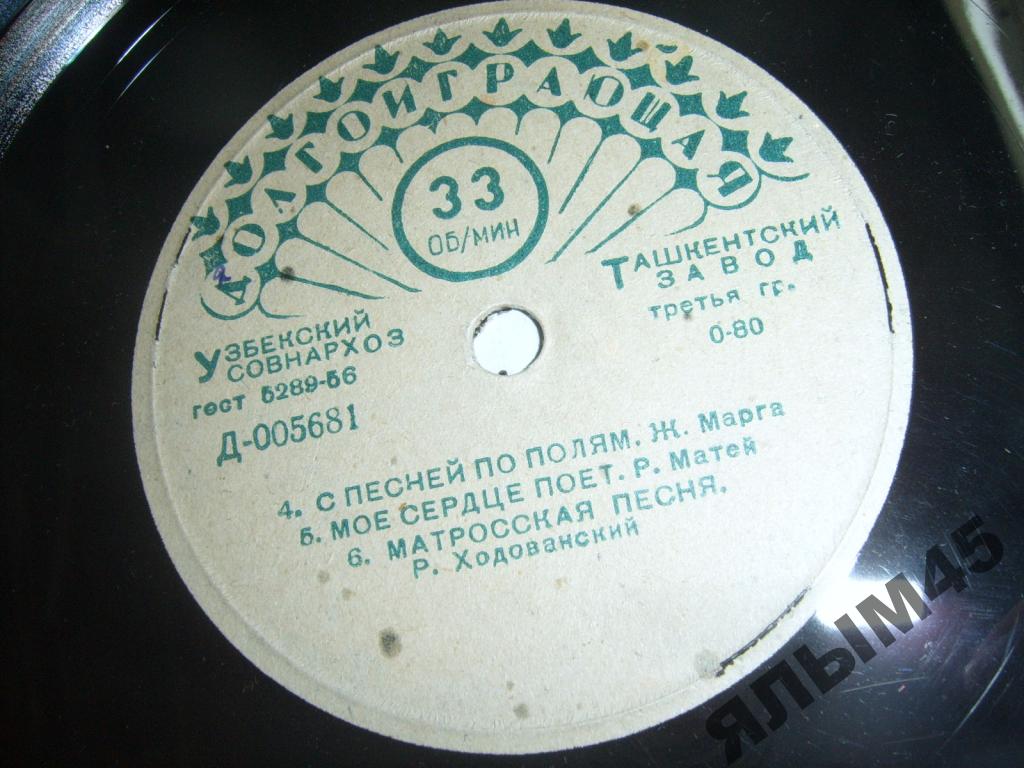 ДОЛГОИГРАЮЩАЯ
33
ОБ/МИН
УЗБЕКСКИЙ
СОВНАРХОЗ
гост 5289-56
Д-005681
ТАШКЕНТСКИЙ
ЗАВОД
третья гр.
0-80
4. С ПЕСНЕЙ ПО ПОЛЯМ. Ж. Марга
5. МОЕ СЕРДЦЕ ПОЕТ. Р. Матей
6. МАТРОССКАЯ ПЕСНЯ.
Р. Ходованский
ЯЛЫМ45